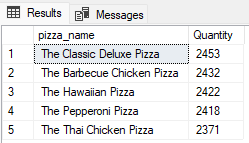 Results Messages
pizza_name Quantity
1 The Classic Deluxe Pizza 2453
2 The Barbecue Chicken Pizza 2432
3 The Hawaiian Pizza 2422
4 The Pepperoni Pizza 2418
5 The Thai Chicken Pizza 2371